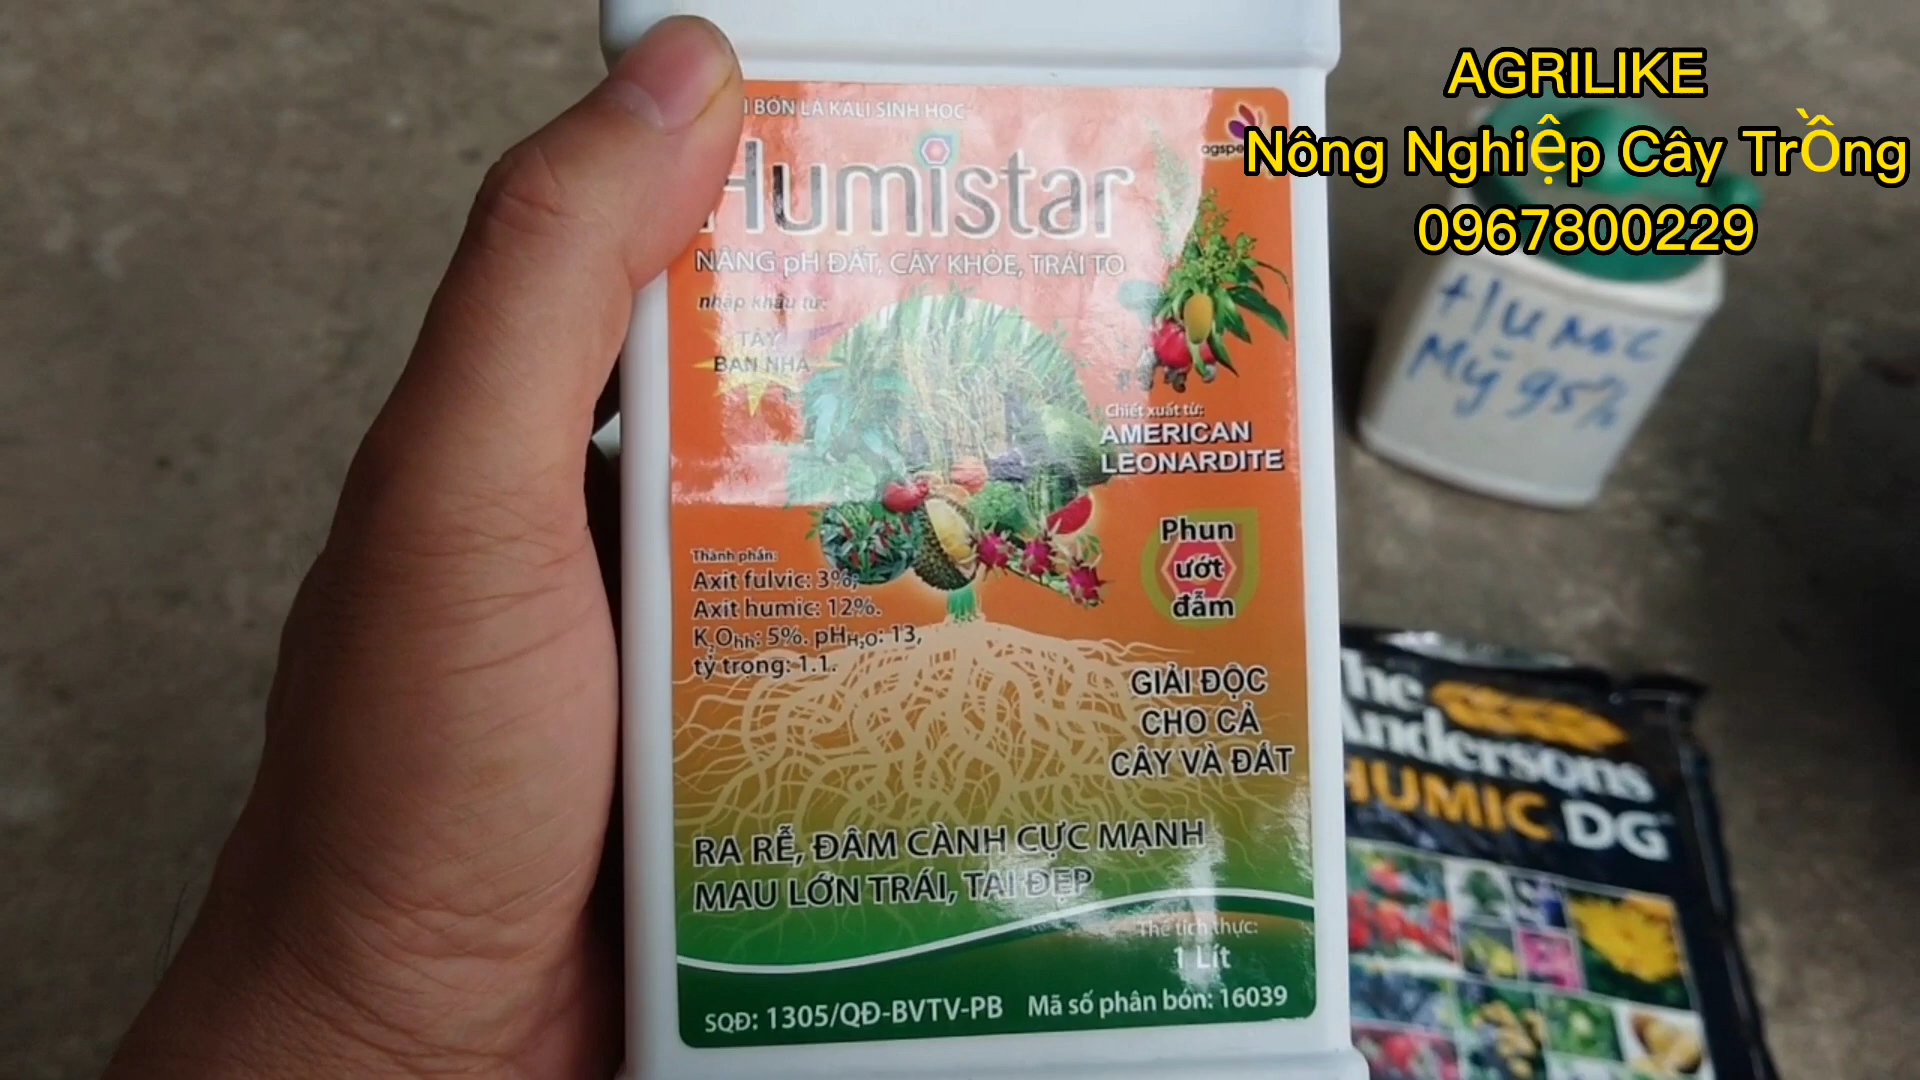 AGRILIKE
Nông Nghiệp Cây Trồng
0967800229
BÓN LÁ KALI SINH HỌC
Humistar
NÂNG pH ĐẤT, CÂY KHỎE, TRÁI TO
nhập khẩu từ:
TÂY
BAN NHA
Chiết xuất từ:
AMERICAN
LEONARDITE
Phun
ướt
đẫm
Thành phần:
Axit fulvic: 3%;
Axit humic: 12%.
K₂Ohh: 5%. pHH₂O: 13,
tỷ trọng: 1.1.
GIẢI ĐỘC
CHO CẢ
CÂY VÀ ĐẤT
RA RỄ, ĐÂM CÀNH CỰC MẠNH
MAU LỚN TRÁI, TAI ĐẸP
Thể tích thực:
1 Lít
SQĐ: 1305/QĐ-BVTV-PB Mã số phân bón: 16039
Humic
Mỹ 95%
The
Andersons
HUMIC DG